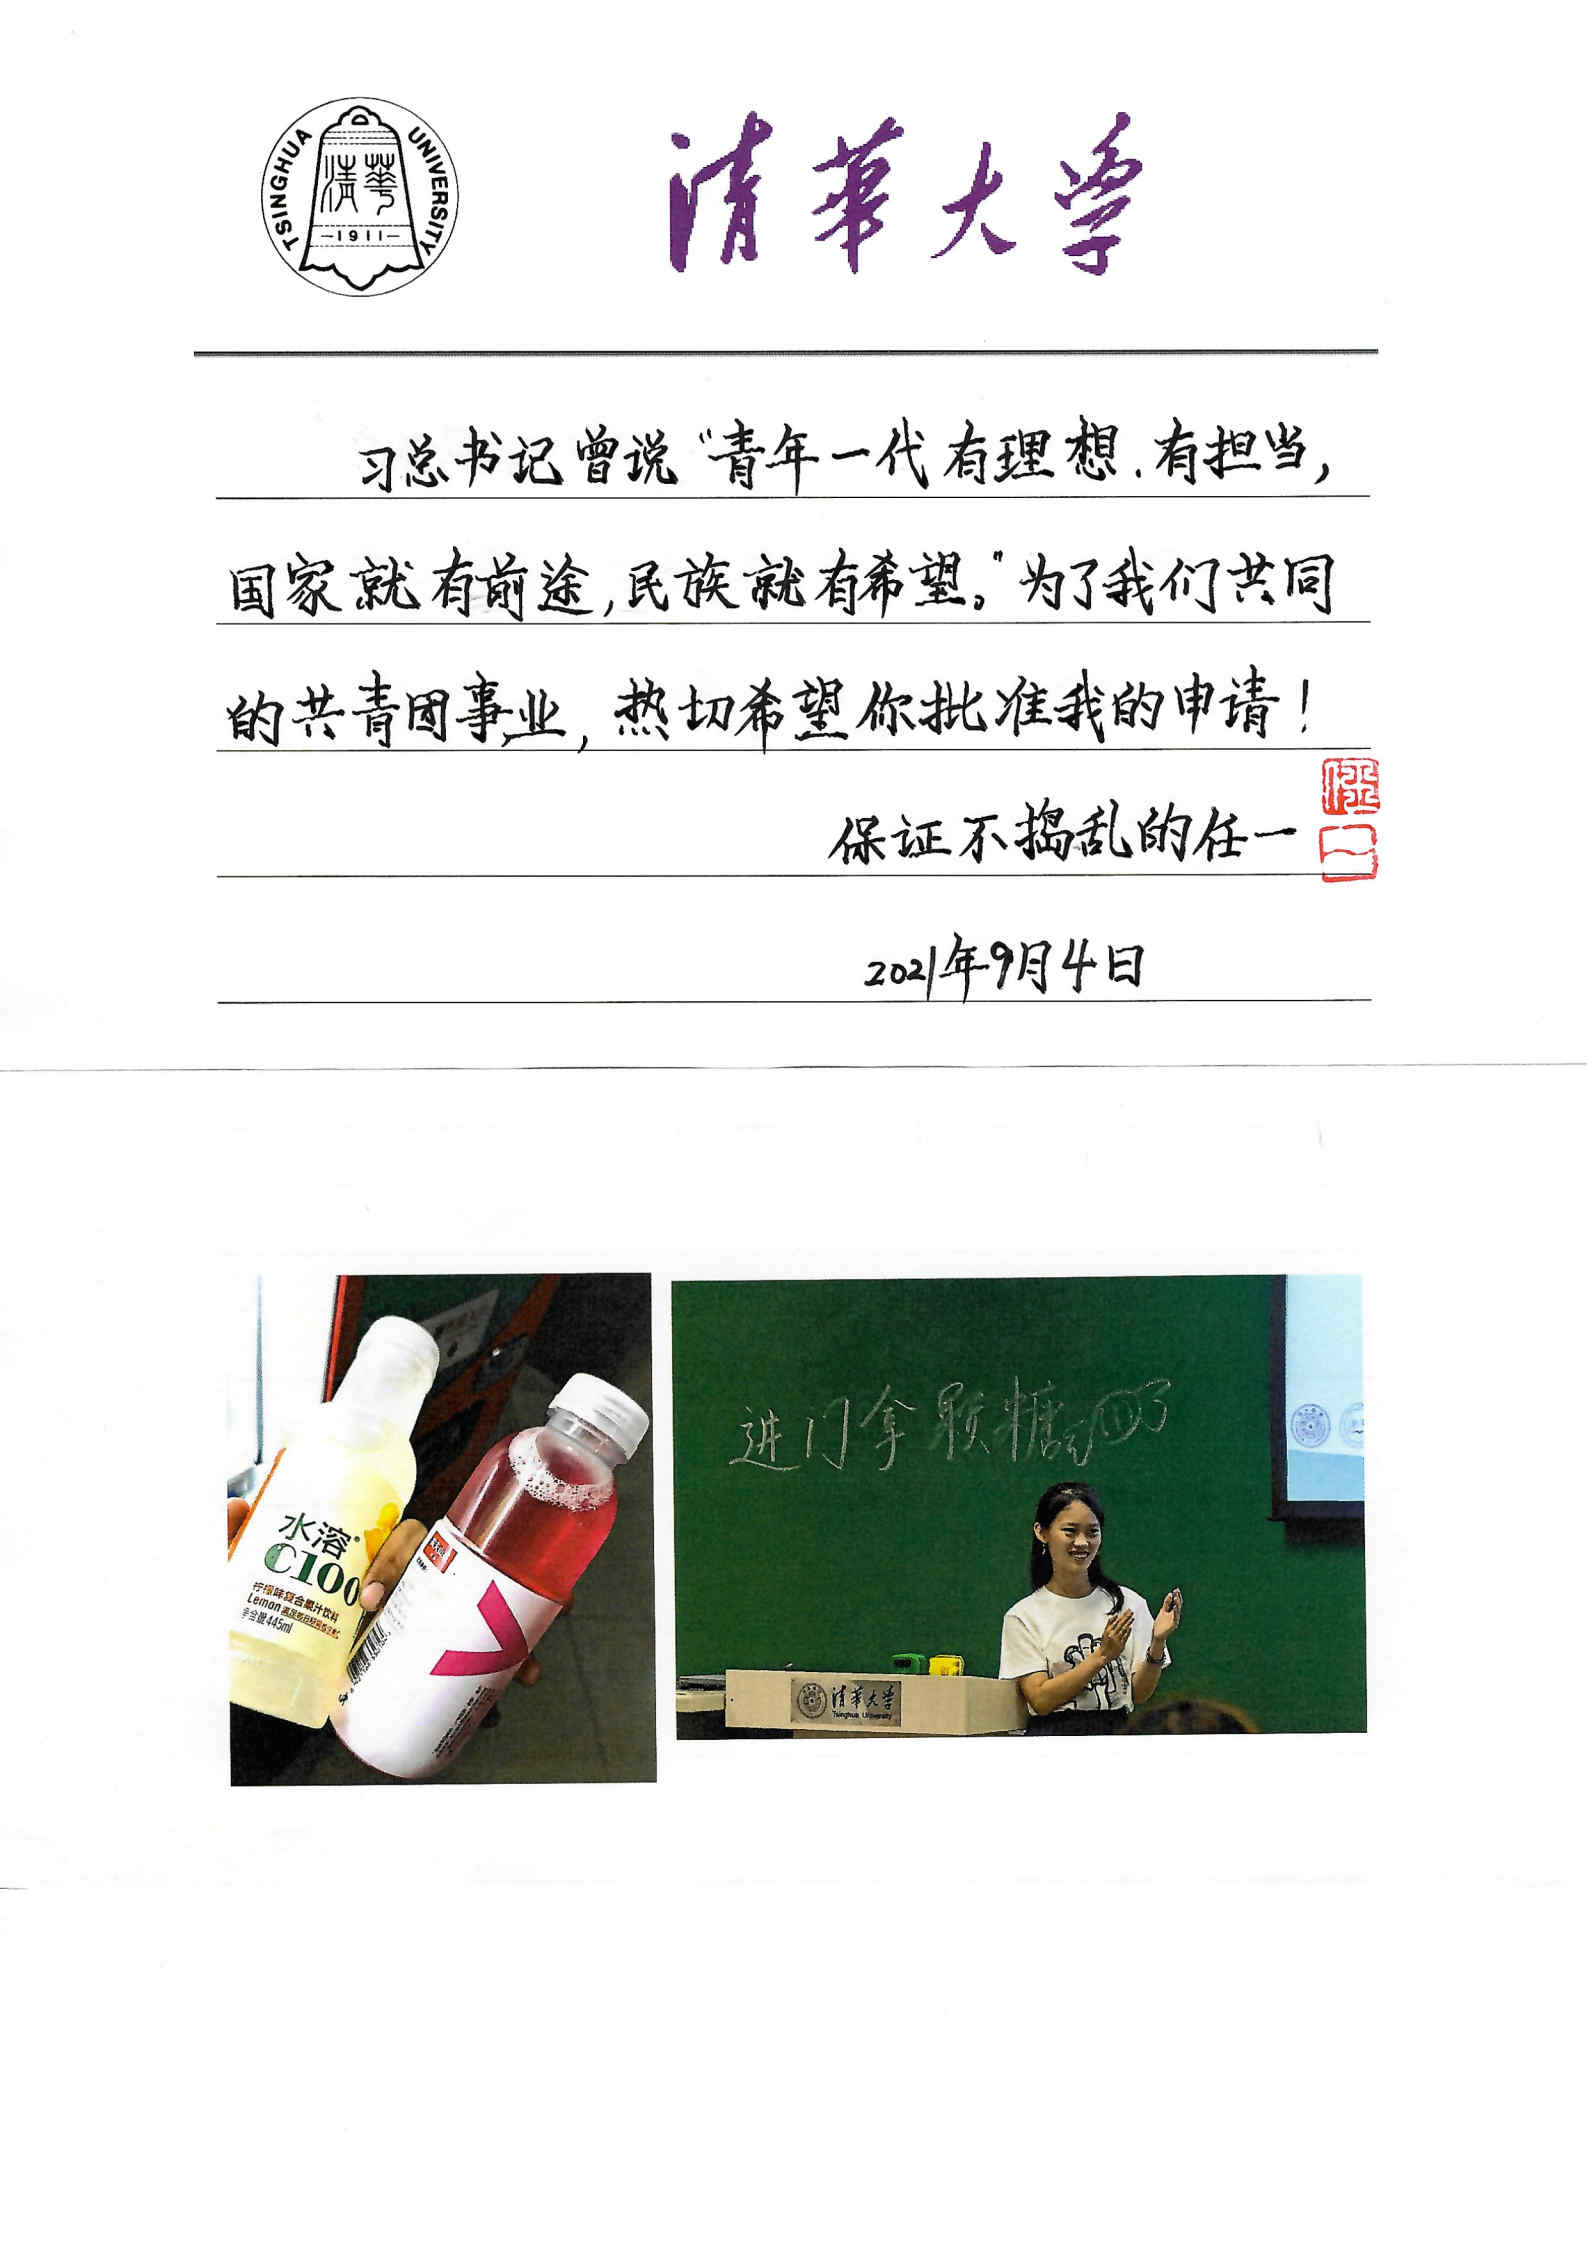 TSINGHUA UNIVERSITY
清華
-1911-
清華大学
习总书记曾说“青年一代有理想、有担当,
国家就有前途,民族就有希望。”为了我们共同
的共青团事业,热切希望你批准我的申请!
保证不捣乱的任一
任一
2021年9月4日
水溶
C100
柠檬味复合果汁饮料
Lemon
净含量445ml
进门拿颗糖
清華大学
Tsinghua University